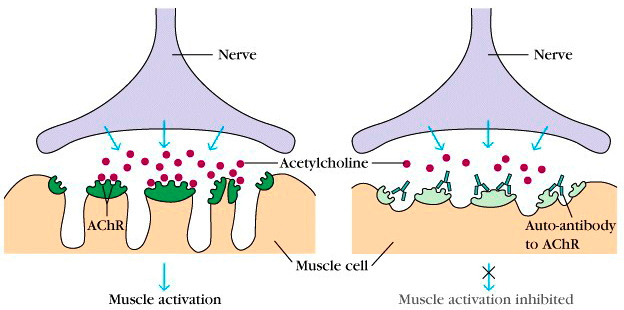 Nerve
Nerve
Acetylcholine
AChR
Auto-antibody
to AChR
Muscle cell
Muscle activation
Muscle activation inhibited